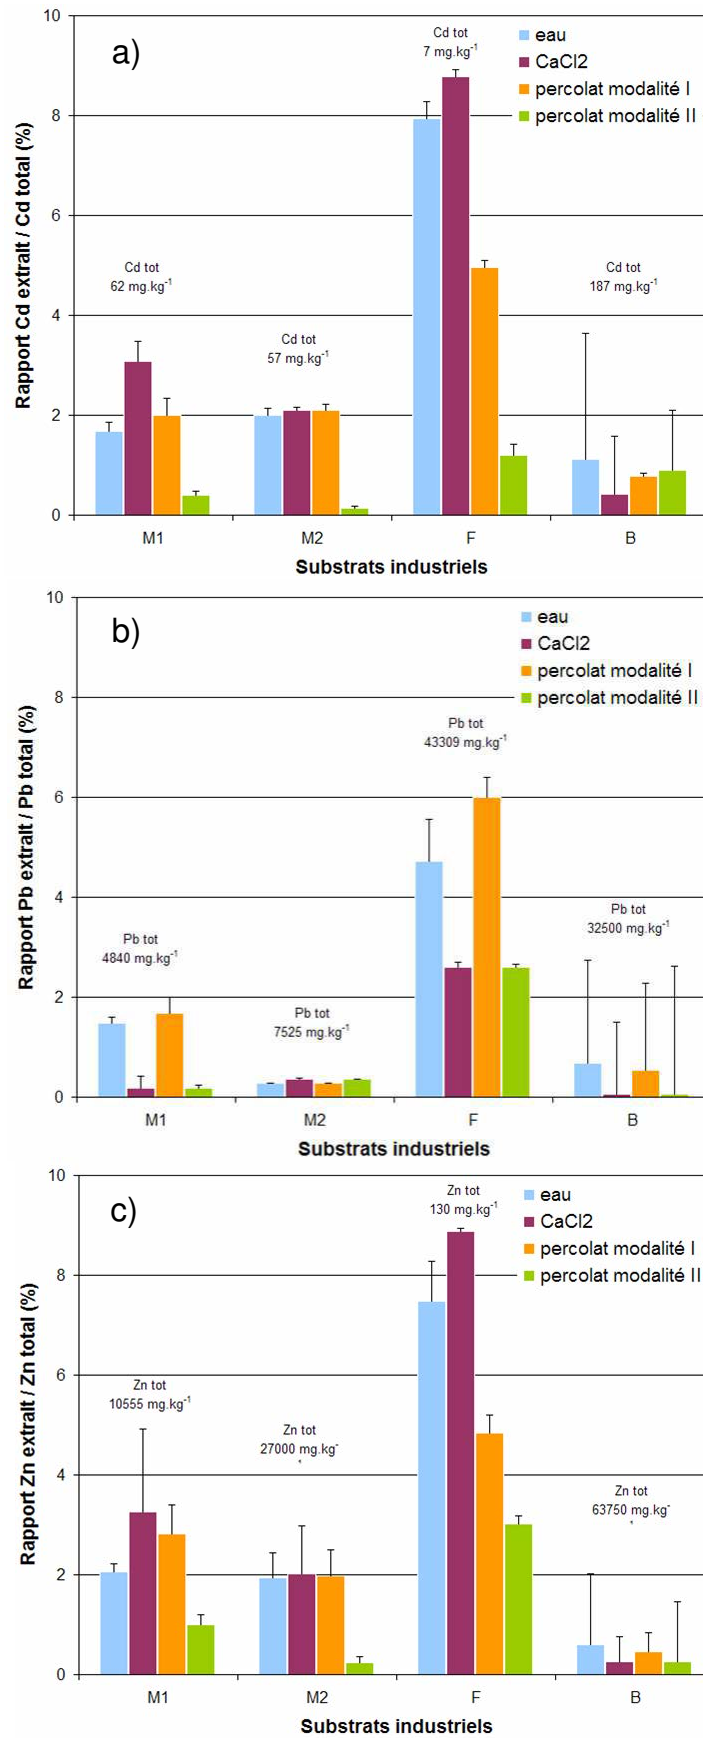 a)
eau
CaCl2
percolat modalité I
percolat modalité II
Rapport Cd extrait / Cd total (%)
10
8
6
4
2
0
Cd tot
62 mg.kg-1
Cd tot
57 mg.kg-1
Cd tot
7 mg.kg-1
Cd tot
187 mg.kg-1
M1 M2 F B
Substrats industriels
b)
eau
CaCl2
percolat modalité I
percolat modalité II
Rapport Pb extrait / Pb total (%)
10
8
6
4
2
0
Pb tot
4840 mg.kg-1
Pb tot
7525 mg.kg-1
Pb tot
43309 mg.kg-1
Pb tot
32500 mg.kg-1
M1 M2 F B
Substrats industriels
c)
eau
CaCl2
percolat modalité I
percolat modalité II
Rapport Zn extrait / Zn total (%)
10
8
6
4
2
0
Zn tot
10555 mg.kg-1
Zn tot
27000 mg.kg-
1
Zn tot
130 mg.kg-1
Zn tot
63750 mg.kg-
1
M1 M2 F B
Substrats industriels